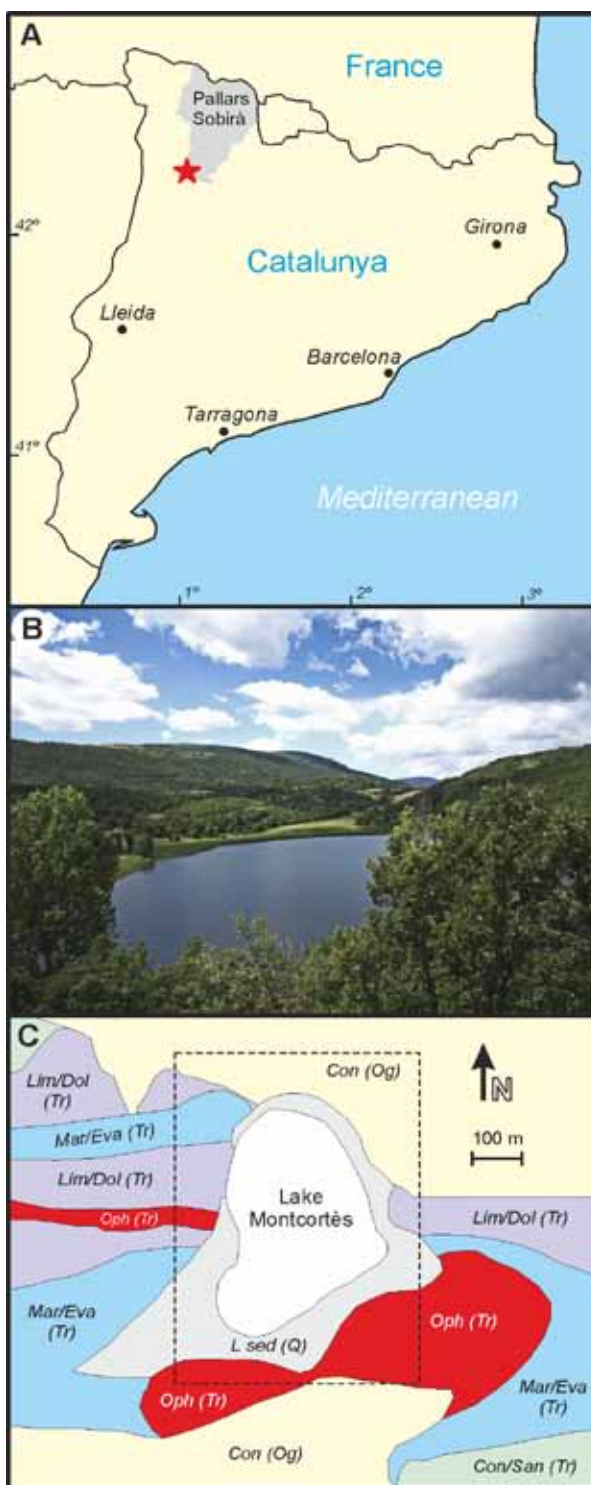 A
France
Pallars
Sobirà
42º
Girona
Catalunya
Lleida
Barcelona
Tarragona
41º
Mediterranean
1º
2º
3º
B
C
Con (Og)
N
Lim/Dol
(Tr)
Mar/Eva (Tr)
100 m
Lim/Dol (Tr)
Lake
Montcortès
Oph (Tr)
Lim/Dol (Tr)
Mar/Eva
(Tr)
Oph (Tr)
L sed (Q)
Oph (Tr)
Mar/Eva
(Tr)
Con (Og)
Con/San (Tr)